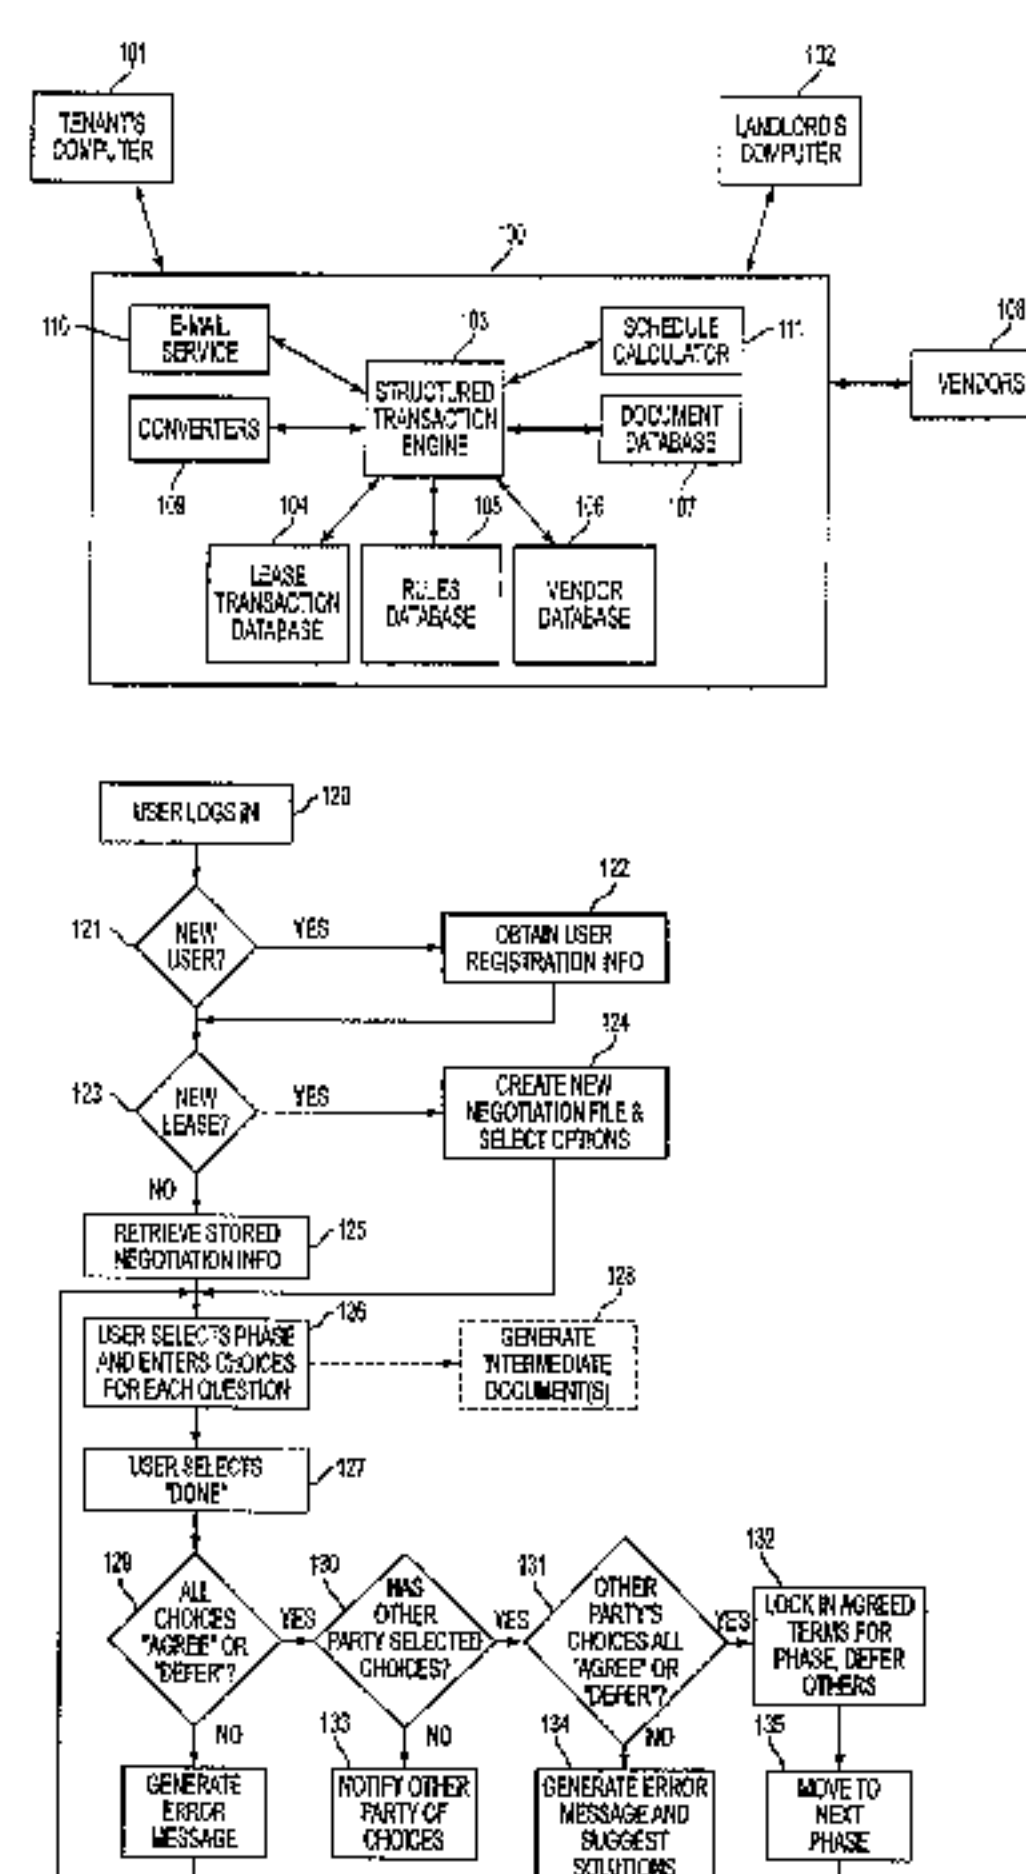 101
102
TENANT'S
COMPUTER
LANDLORD'S
COMPUTER
100
110
E-MAIL
SERVICE
103
SCHEDULE
CALCULATOR
111
108
STRUCTURED
TRANSACTION
ENGINE
VENDORS
CONVERTERS
DOCUMENT
DATABASE
109
104
105
106
107
LEASE
TRANSACTION
DATABASE
RULES
DATABASE
VENDOR
DATABASE
USER LOGS IN
120
122
121
NEW
USER?
YES
OBTAIN USER
REGISTRATION INFO
124
123
NEW
LEASE?
YES
CREATE NEW
NEGOTIATION FILE &
SELECT OPTIONS
NO
RETRIEVE STORED
NEGOTIATION INFO
125
128
126
USER SELECTS PHASE
AND ENTERS CHOICES
FOR EACH QUESTION
GENERATE
INTERMEDIATE
DOCUMENT(S)
USER SELECTS
"DONE"
127
129
130
131
132
ALL
CHOICES
"AGREE" OR
"DEFER"?
YES
HAS
OTHER
PARTY SELECTED
CHOICES?
YES
OTHER
PARTY'S
CHOICES ALL
"AGREE" OR
"DEFER"?
YES
LOCK IN AGREED
TERMS FOR
PHASE, DEFER
OTHERS
NO
133
NO
134
NO
135
GENERATE
ERROR
MESSAGE
NOTIFY OTHER
PARTY OF
CHOICES
GENERATE ERROR
MESSAGE AND
SUGGEST
SOLUTIONS
MOVE TO
NEXT
PHASE